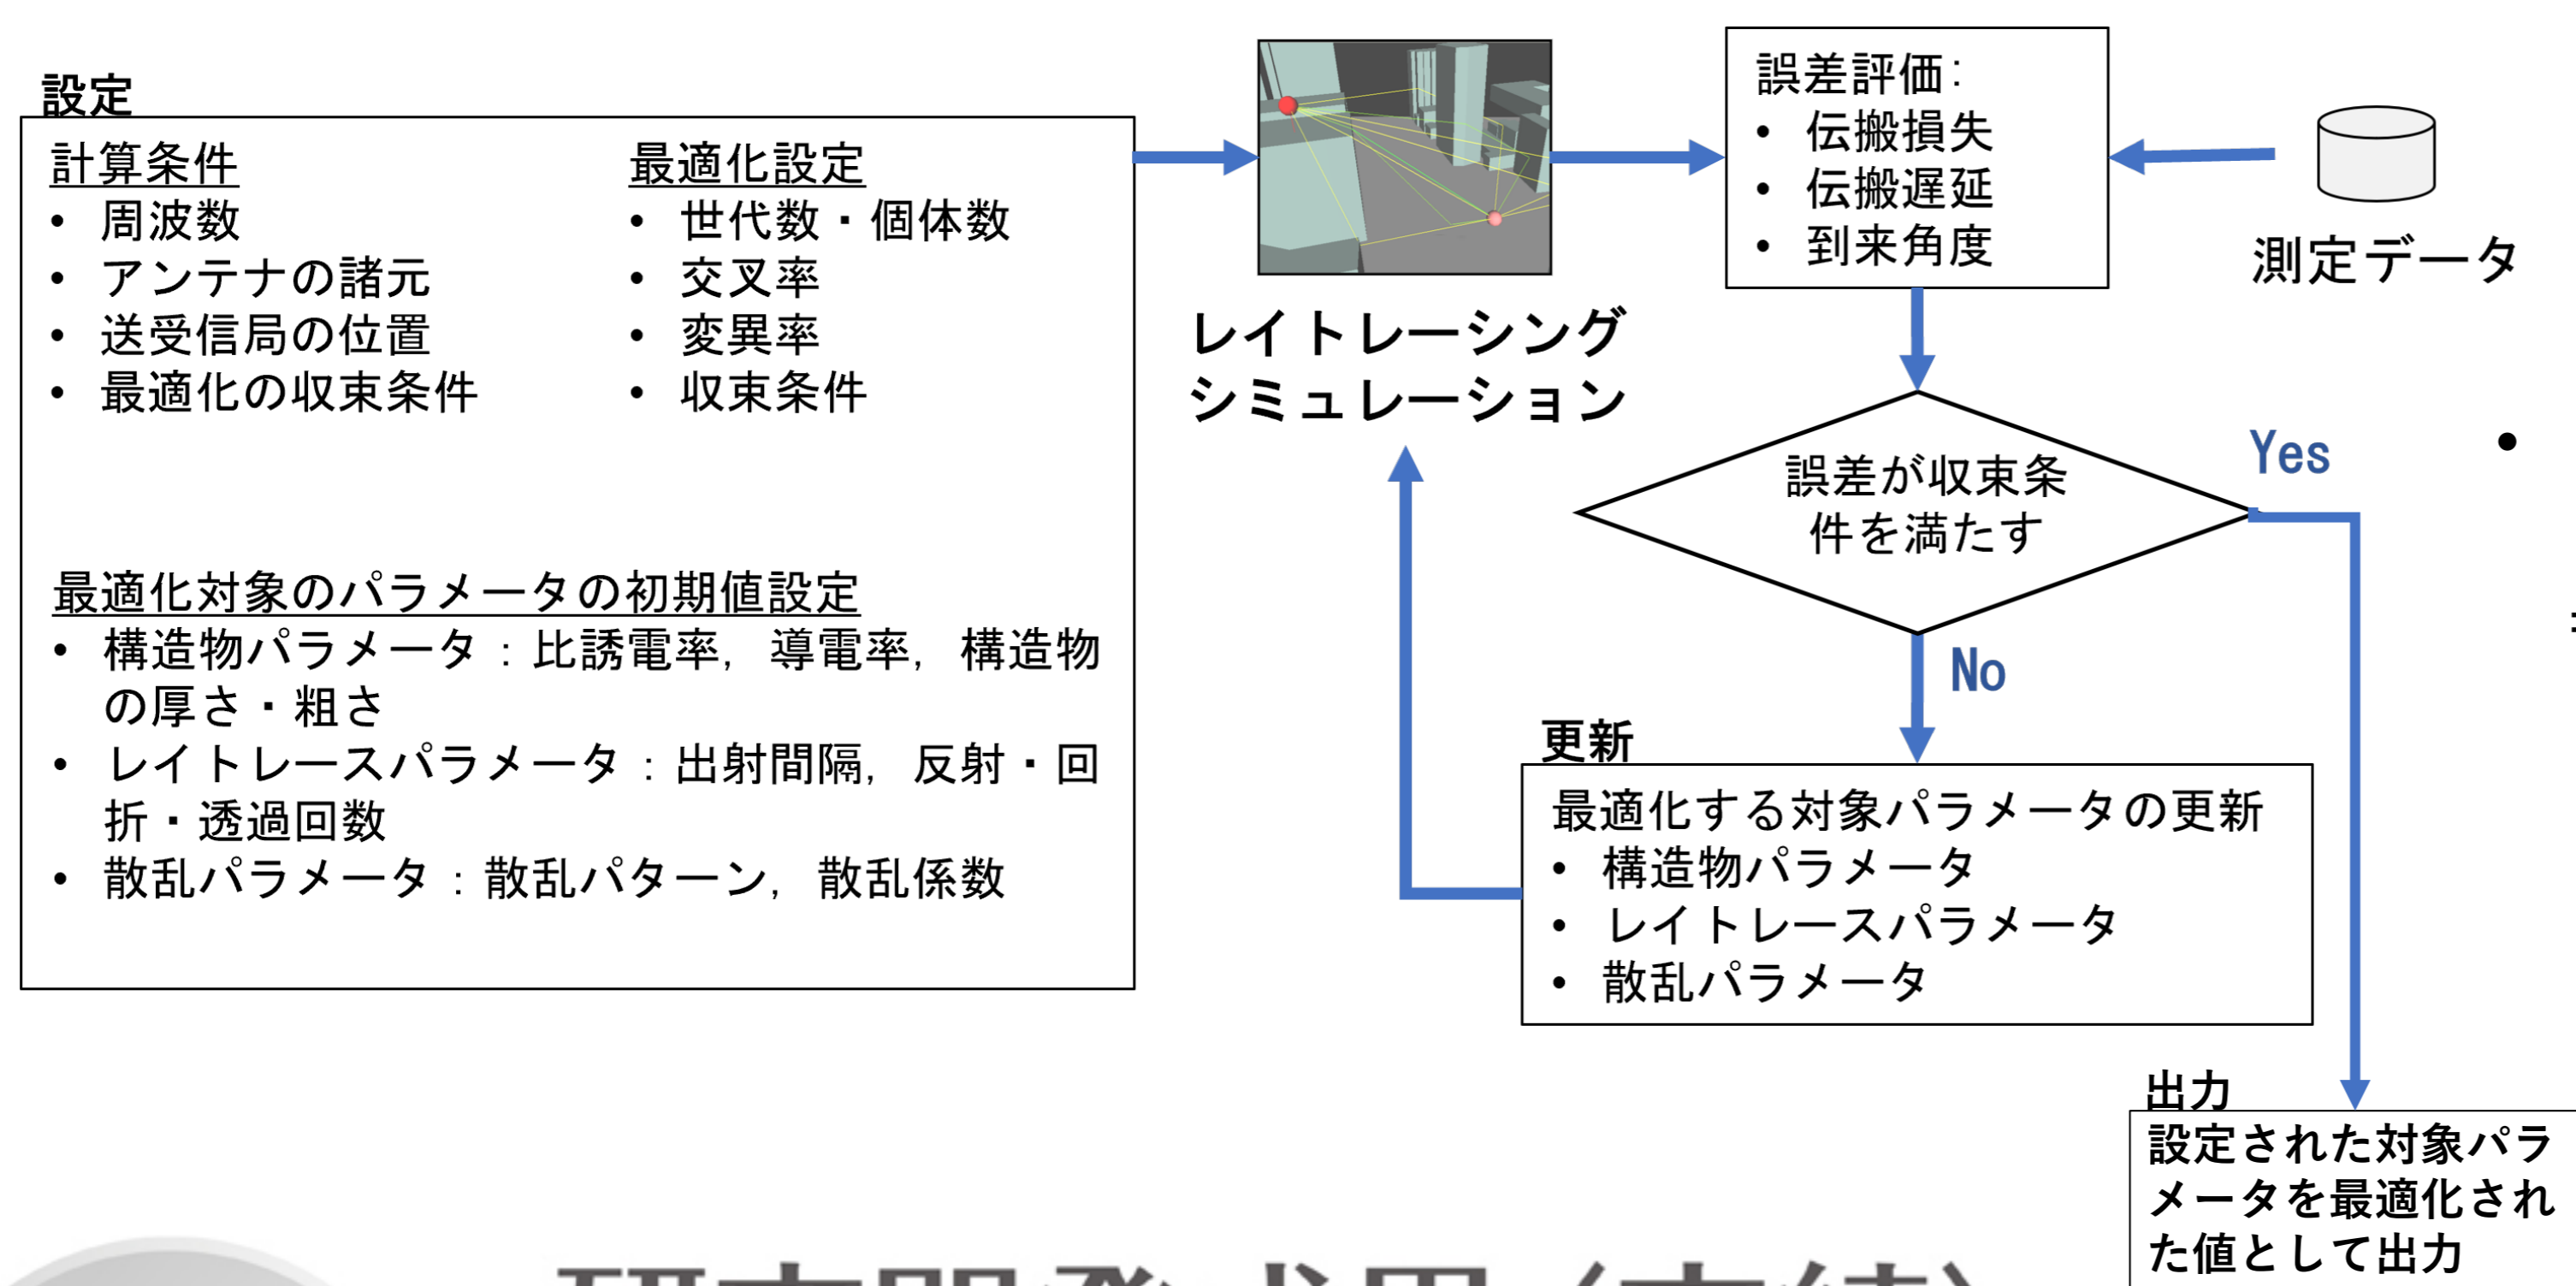 設定
計算条件
• 周波数
• アンテナの諸元
• 送受信局の位置
• 最適化の収束条件
最適化設定
• 世代数・個体数
• 交叉率
• 変異率
• 収束条件
最適化対象のパラメータの初期値設定
• 構造物パラメータ：比誘電率，導電率，構造物
の厚さ・粗さ
• レイトレースパラメータ：出射間隔，反射・回
折・透過回数
• 散乱パラメータ：散乱パターン，散乱係数
レイトレーシング
シミュレーション
誤差評価：
• 伝搬損失
• 伝搬遅延
• 到来角度
測定データ
誤差が収束条
件を満たす
Yes
•
No
更新
最適化する対象パラメータの更新
• 構造物パラメータ
• レイトレースパラメータ
• 散乱パラメータ
出力
設定された対象パラ
メータを最適化され
た値として出力